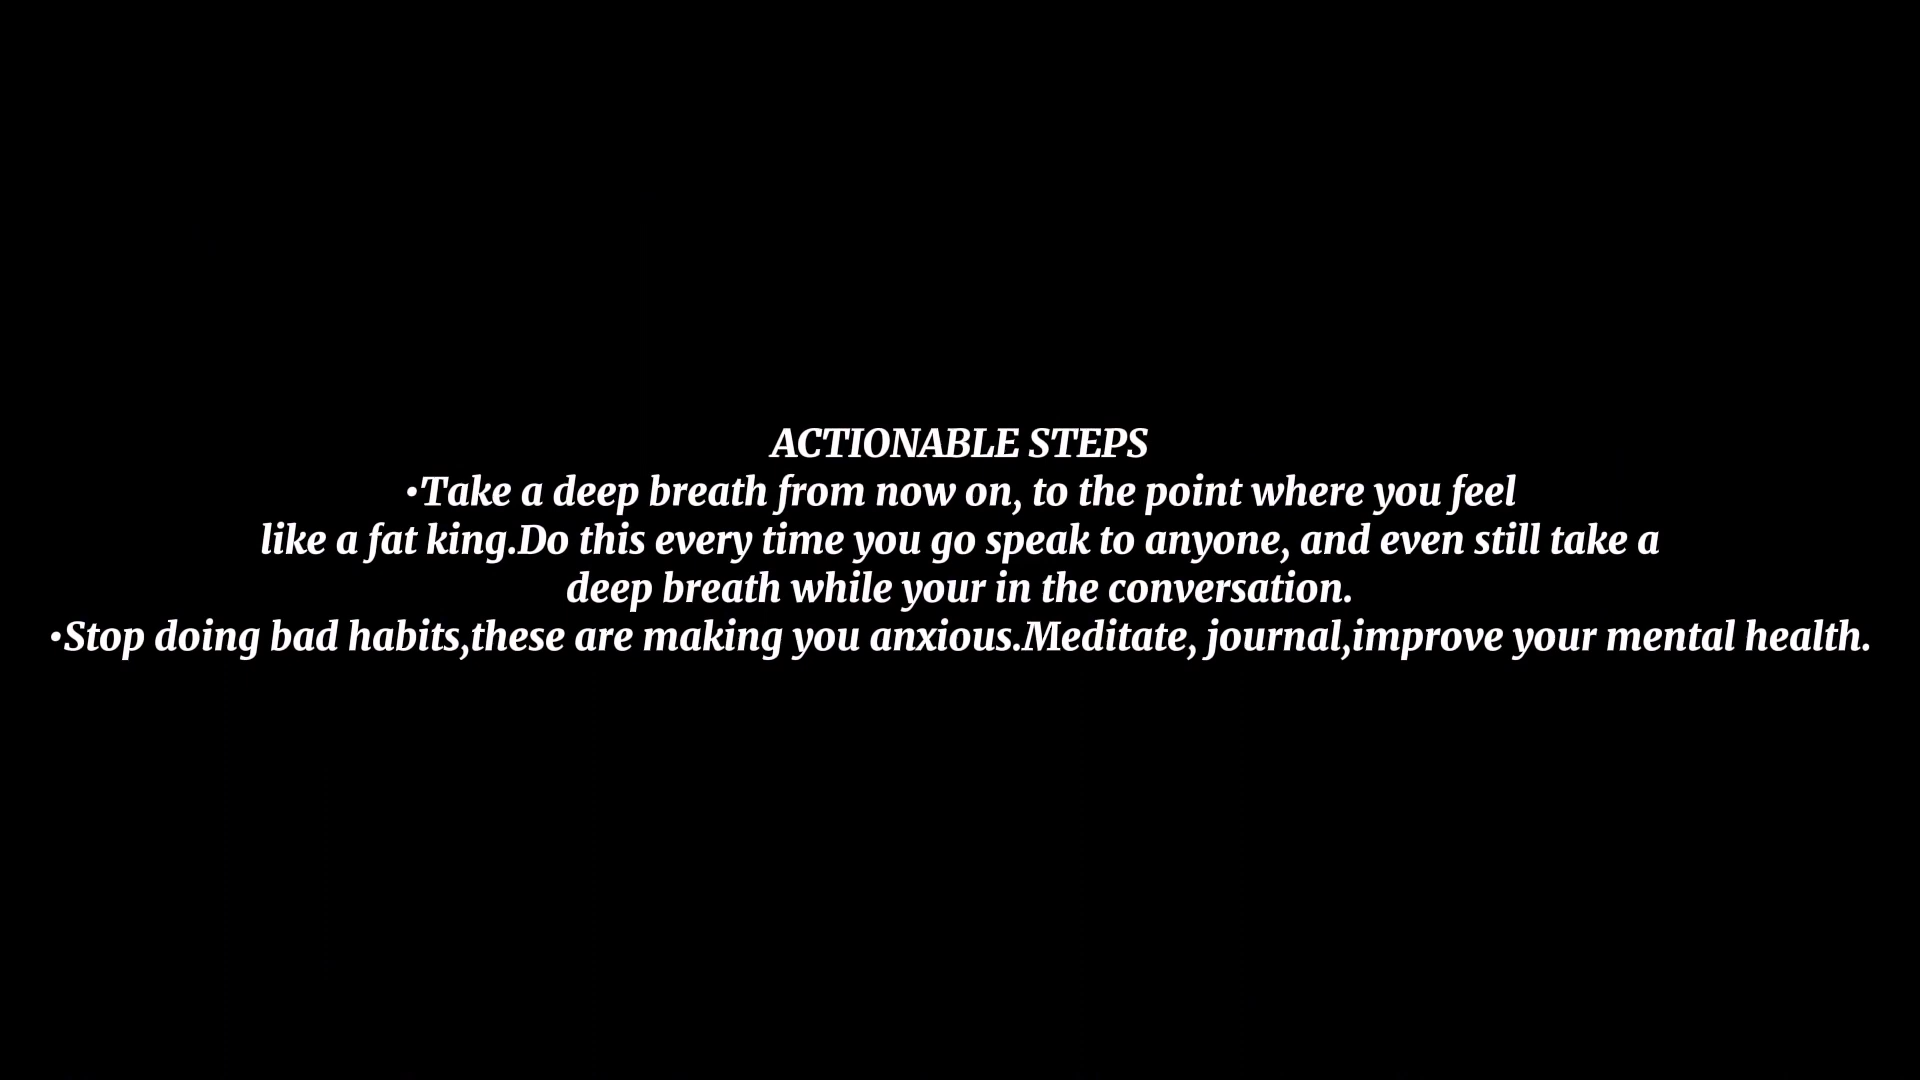 ACTIONABLE STEPS
•Take a deep breath from now on, to the point where you feel
like a fat king.Do this every time you go speak to anyone, and even still take a
deep breath while your in the conversation.
•Stop doing bad habits,these are making you anxious.Meditate, journal,improve your mental health.